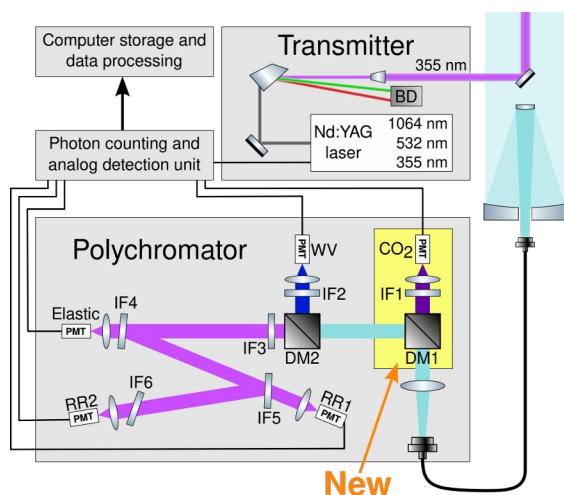 Computer storage and
data processing
Transmitter
355 nm
BD
Nd:YAG
laser
1064 nm
532 nm
355 nm
Photon counting and
analog detection unit
Polychromator
PMT
WV
IF2
DM2
CO2
PMT
IF1
DM1
Elastic
PMT
IF4
IF3
RR2
PMT
IF6
IF5
RR1
PMT
New